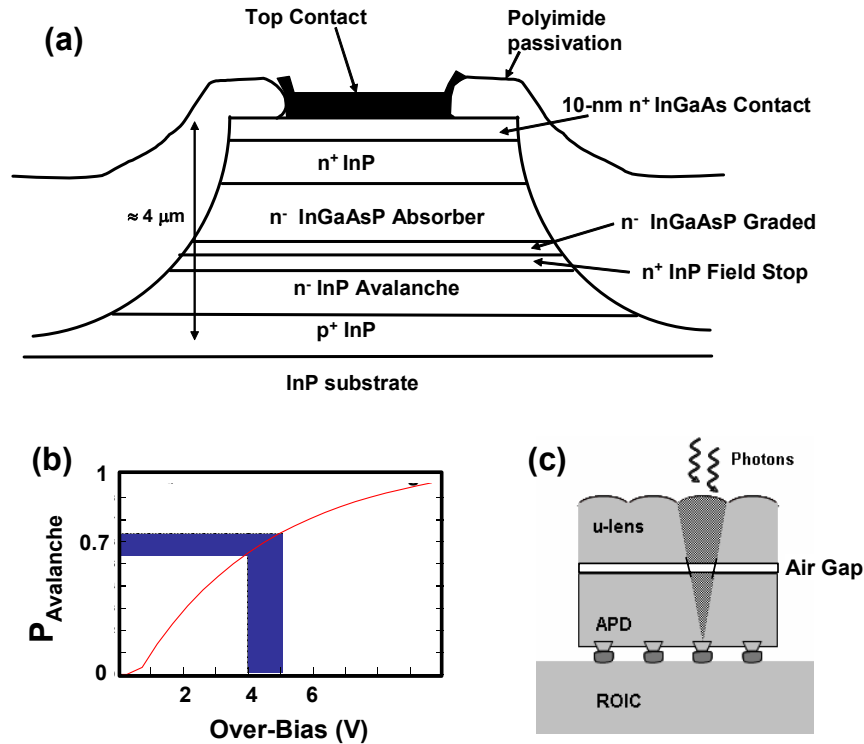 (a)
Top Contact
Polyimide
passivation
10-nm n⁺ InGaAs Contact
n⁺ InP
≈ 4 μm
n⁻ InGaAsP Absorber
n⁻ InGaAsP Graded
n⁺ InP Field Stop
n⁻ InP Avalanche
p⁺ InP
InP substrate
(b)
1
0.7
0
P Avalanche
2 4 6
Over-Bias (V)
(c)
Photons
u-lens
Air Gap
APD
ROIC